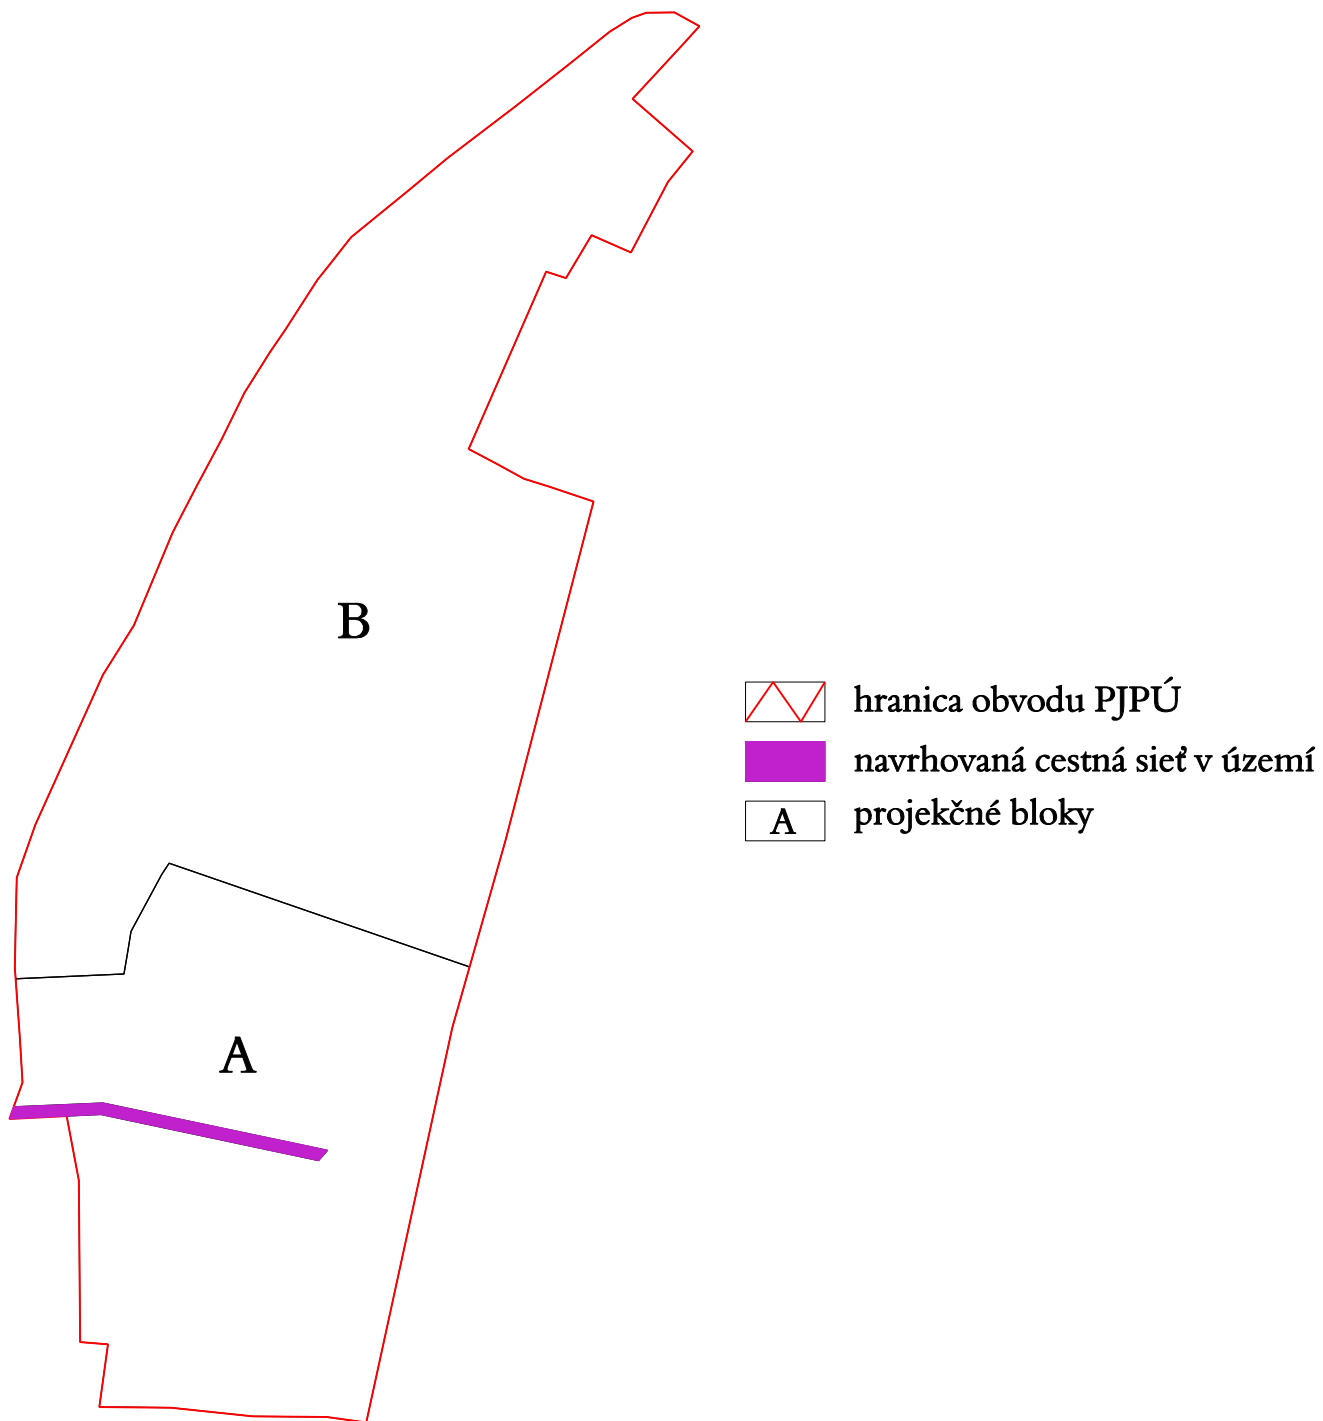 B
hranica obvodu PJPÚ
navrhovaná cestná sieť v území
A projekčné bloky
A